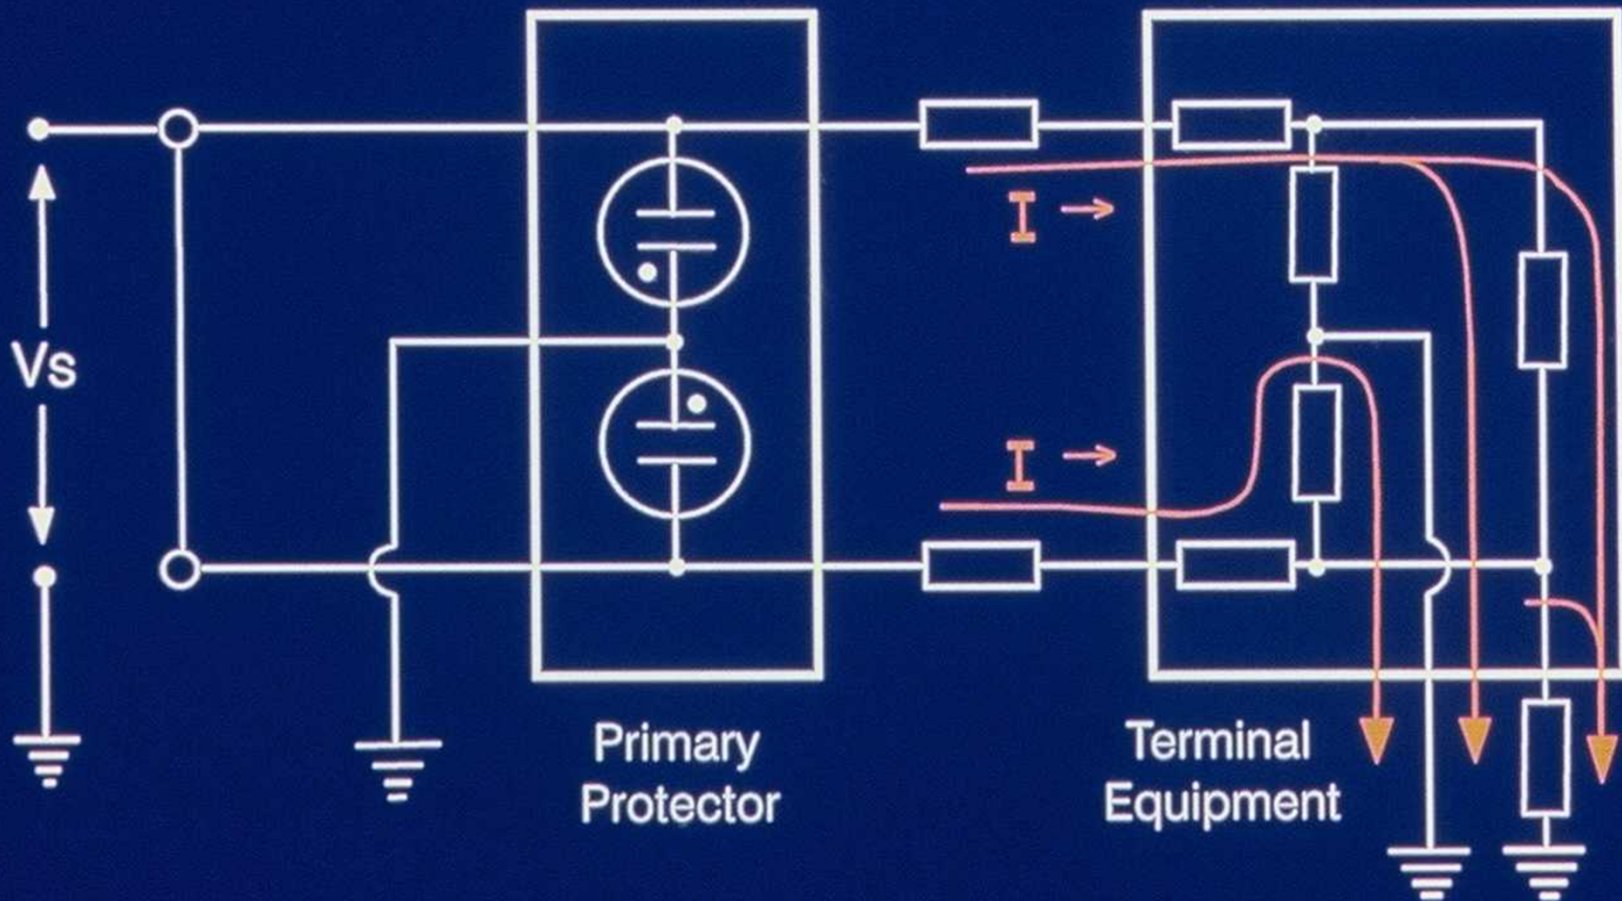 Vs
I
I
Primary
Protector
Terminal
Equipment